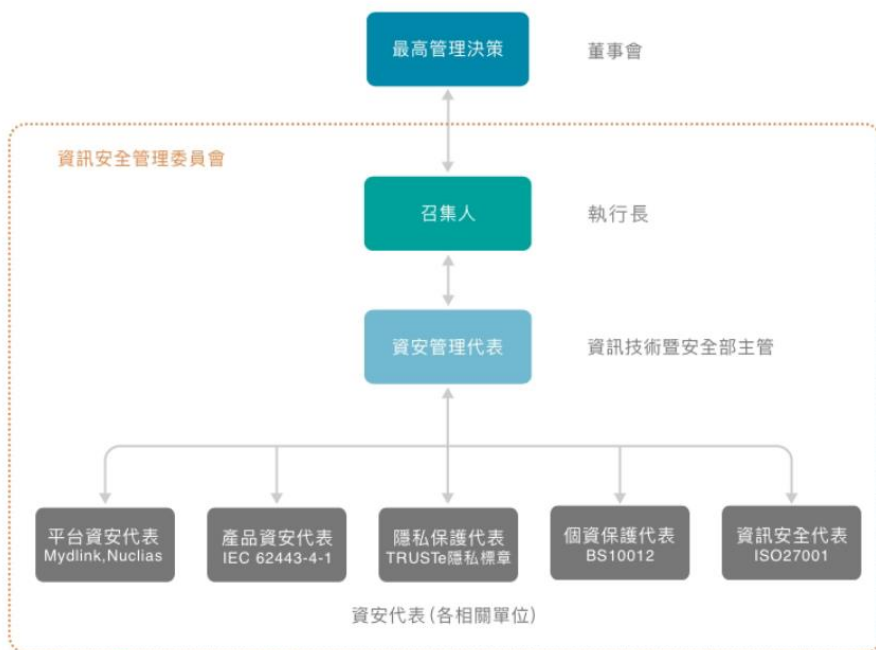 最高管理決策
董事會
資訊安全管理委員會
召集人
執行長
資安管理代表
資訊技術暨安全部主管
平台資安代表
Mydlink,Nuclias
產品資安代表
IEC 62443-4-1
隱私保護代表
TRUSTe隱私標章
個資保護代表
BS10012
資訊安全代表
ISO27001
資安代表(各相關單位)